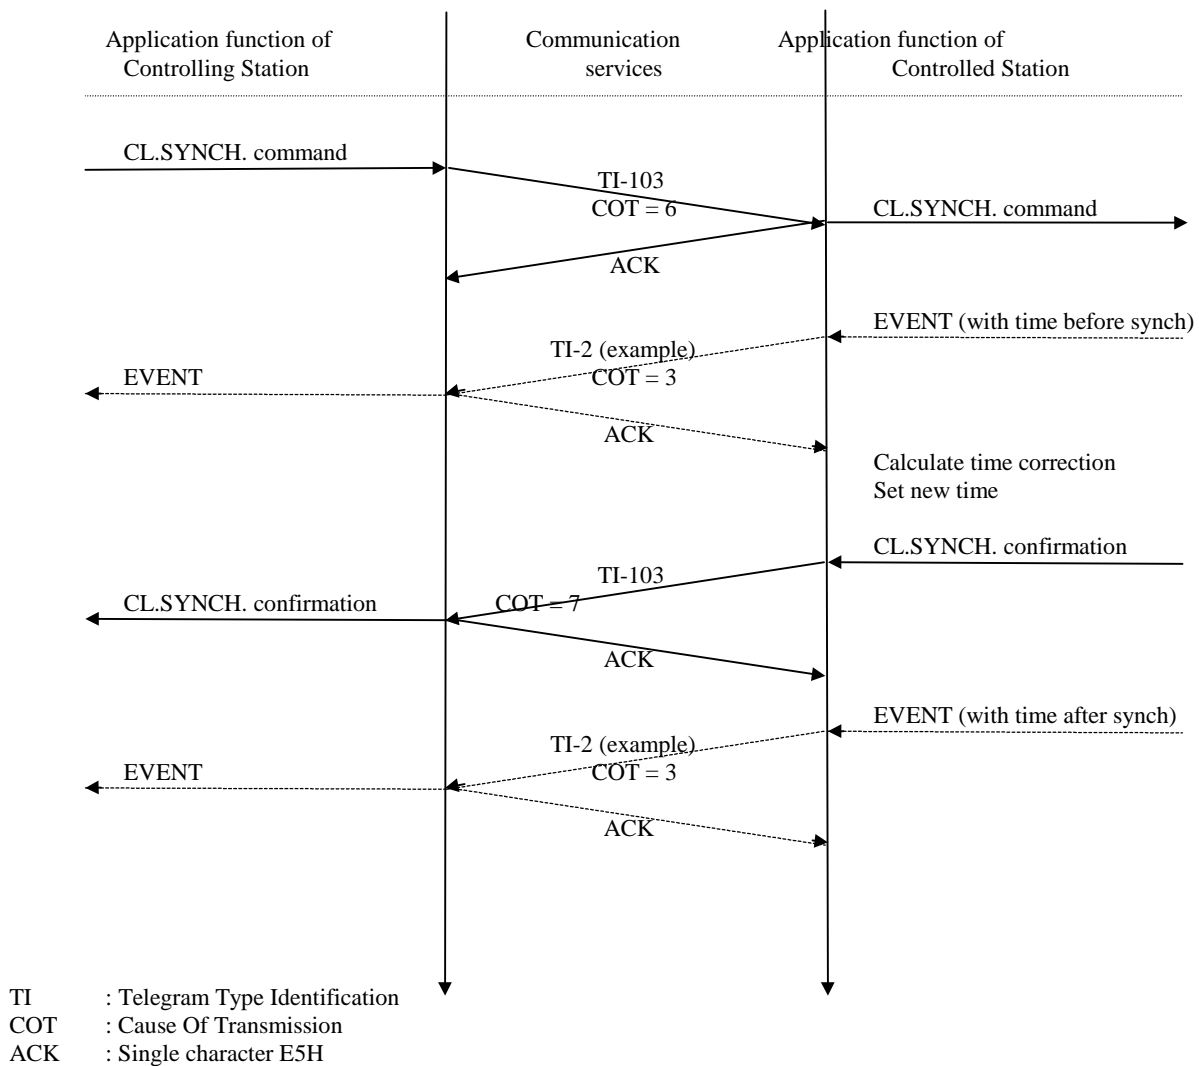 Application function of
Controlling Station
Communication
services
Application function of
Controlled Station
CL.SYNCH. command
TI-103
COT = 6
CL.SYNCH. command
ACK
EVENT (with time before synch)
TI-2 (example)
COT = 3
EVENT
ACK
Calculate time correction
Set new time
CL.SYNCH. confirmation
TI-103
COT = 7
CL.SYNCH. confirmation
ACK
EVENT (with time after synch)
TI-2 (example)
COT = 3
EVENT
ACK
TI : Telegram Type Identification
COT : Cause Of Transmission
ACK : Single character E5H